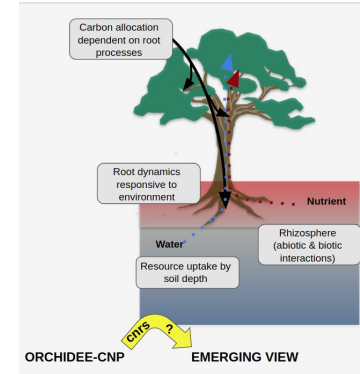 Carbon allocation
dependent on root
processes
Root dynamics
responsive to
environment
Nutrient
Water
Rhizosphere
(abiotic & biotic
interactions)
Resource uptake by
soil depth
cnrs ?
ORCHIDEE-CNP
EMERGING VIEW